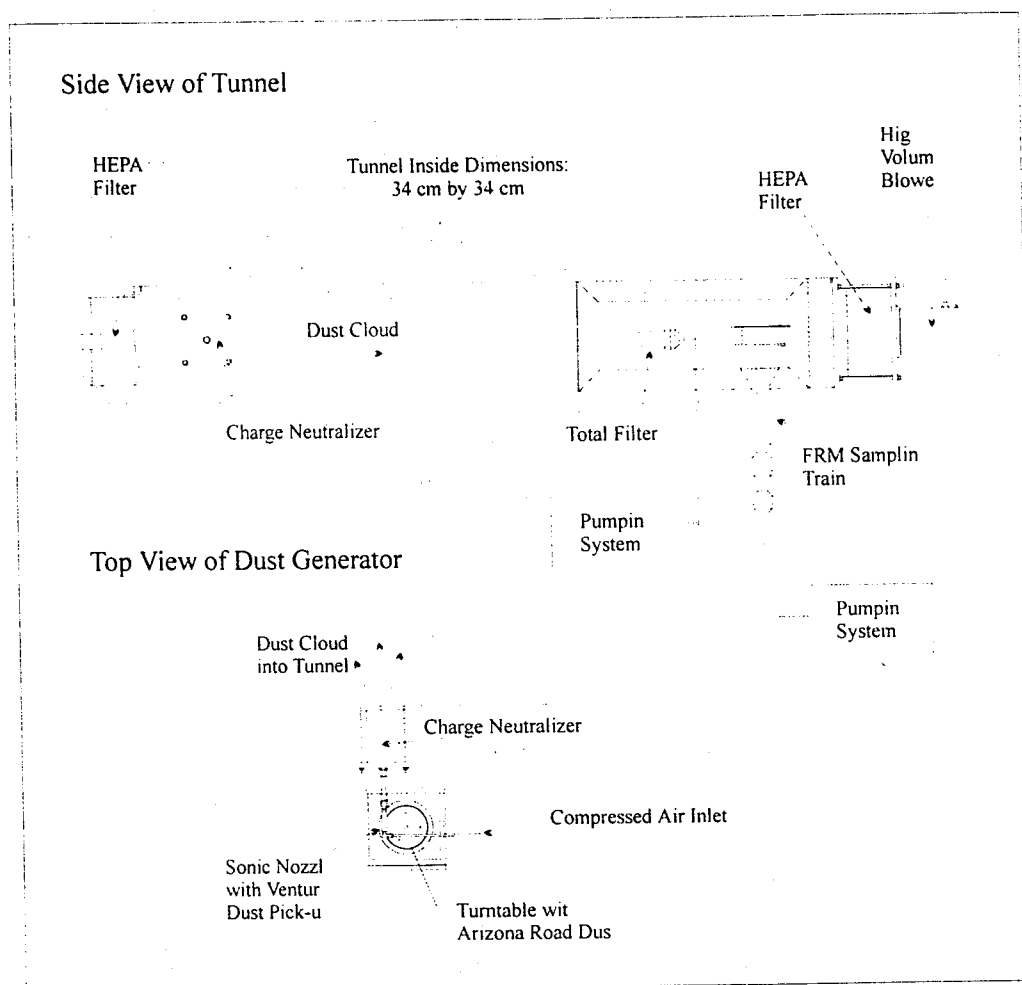 Side View of Tunnel
HEPA
Filter
Tunnel Inside Dimensions:
34 cm by 34 cm
HEPA
Filter
Hig
Volum
Blowe
Dust Cloud
Charge Neutralizer
Total Filter
FRM Samplin
Train
Pumpin
System
Pumpin
System
Top View of Dust Generator
Dust Cloud
into Tunnel
Charge Neutralizer
Compressed Air Inlet
Sonic Nozzl
with Ventur
Dust Pick-u
Turntable wit
Arizona Road Dus